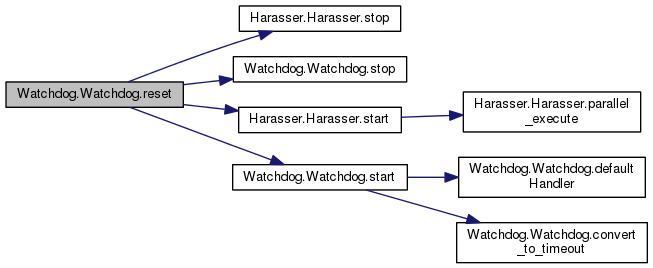 Harasser.Harasser.stop
Watchdog.Watchdog.stop
Watchdog.Watchdog.reset
Harasser.Harasser.start
Harasser.Harasser.parallel
_execute
Watchdog.Watchdog.start
Watchdog.Watchdog.default
Handler
Watchdog.Watchdog.convert
_to_timeout